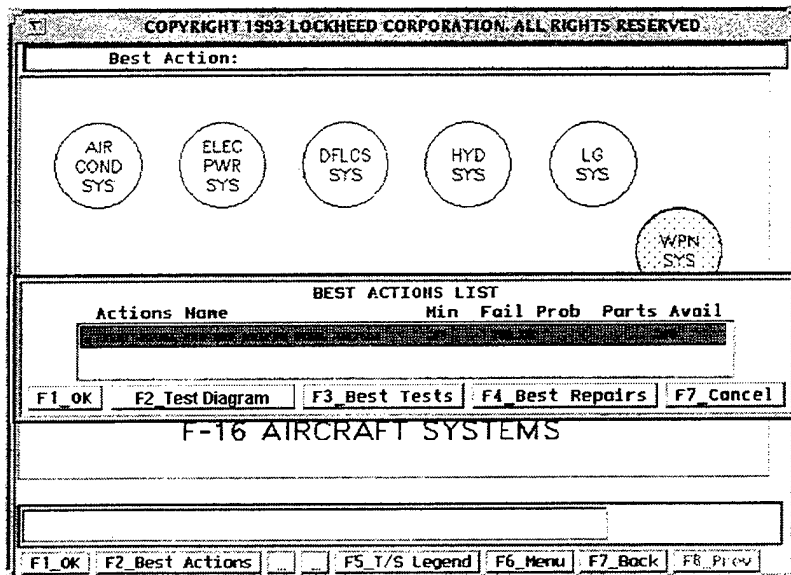 COPYRIGHT 1993 LOCKHEED CORPORATION. ALL RIGHTS RESERVED
Best Action:
AIR
COND
SYS
ELEC
PWR
SYS
DFLCS
SYS
HYD
SYS
LG
SYS
WPN
SYS
BEST ACTIONS LIST
Actions Name Min Fail Prob Parts Avail
F1_OK F2_Test Diagram F3_Best Tests F4_Best Repairs F7_Cancel
F-16 AIRCRAFT SYSTEMS
F1_OK F2_Best Actions ... ... F5_T/S Legend F6_Menu F7_Back F8_Prev